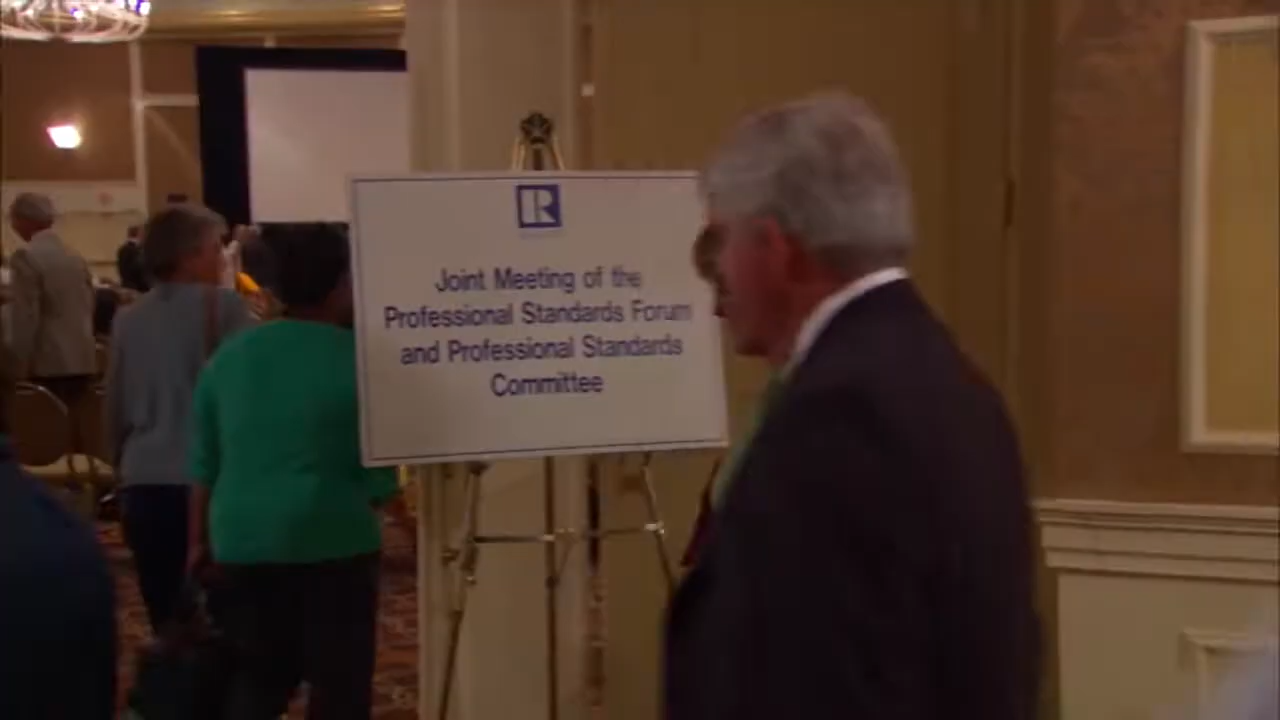 R
Joint Meeting of the
Professional Standards Forum
and Professional Standards
Committee